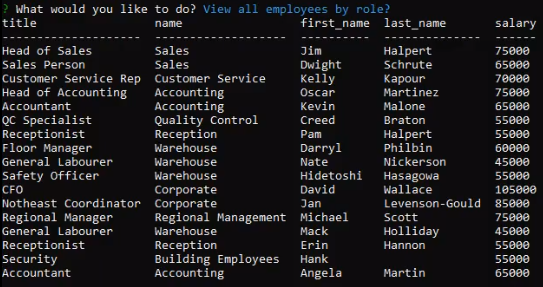 ? What would you like to do? View all employees by role?
title name first_name last_name salary
-------------------- ------------------- ---------- -------------- ------
Head of Sales Sales Jim Halpert 75000
Sales Person Sales Dwight Schrute 65000
Customer Service Rep Customer Service Kelly Kapour 70000
Head of Accounting Accounting Oscar Martinez 75000
Accountant Accounting Kevin Malone 65000
QC Specialist Quality Control Creed Braton 55000
Receptionist Reception Pam Halpert 55000
Floor Manager Warehouse Darryl Philbin 60000
General Labourer Warehouse Nate Nickerson 45000
Safety Officer Warehouse Hidetoshi Hasagowa 55000
CFO Corporate David Wallace 105000
Notheast Coordinator Corporate Jan Levenson-Gould 85000
Regional Manager Regional Management Michael Scott 75000
General Labourer Warehouse Mack Holliday 45000
Receptionist Reception Erin Hannon 55000
Security Building Employees Hank 55000
Accountant Accounting Angela Martin 65000